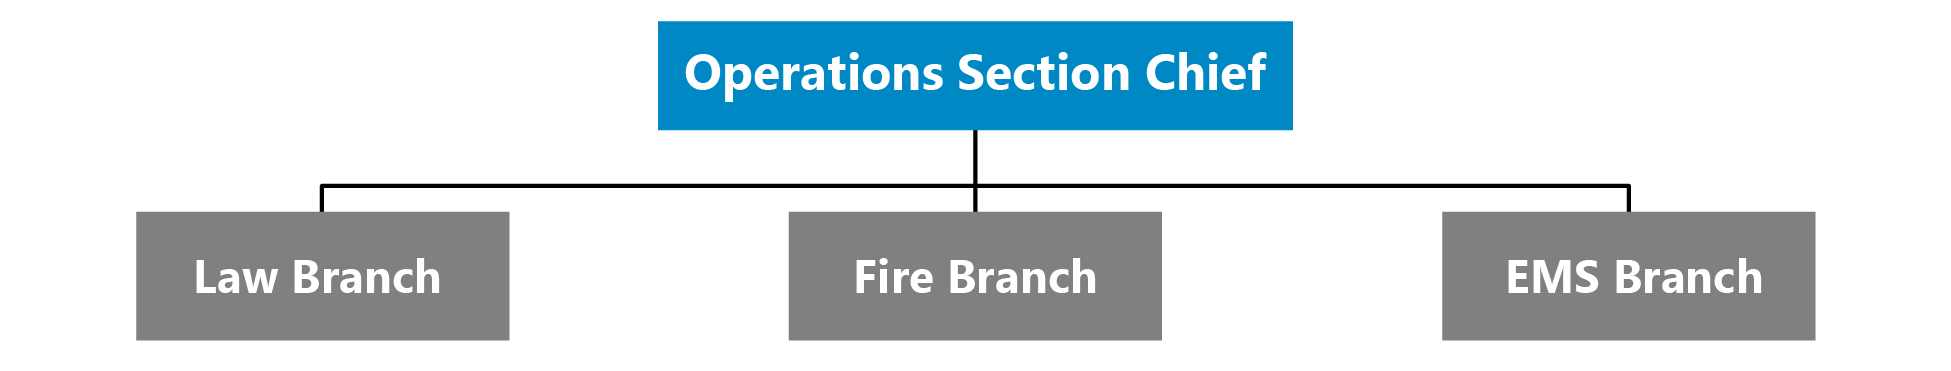 Operations Section Chief
Law Branch
Fire Branch
EMS Branch